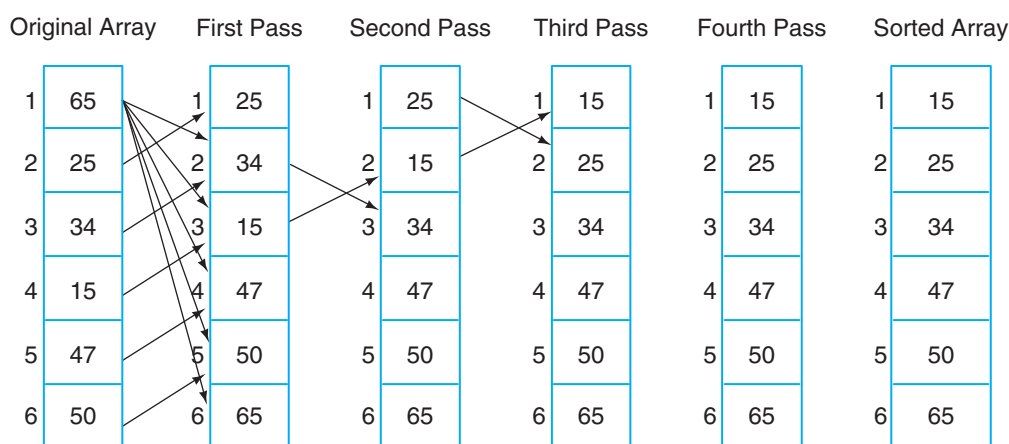 Original Array First Pass Second Pass Third Pass Fourth Pass Sorted Array
1 65 1 25 1 25 1 15 1 15 1 15
2 25 2 34 2 15 2 25 2 25 2 25
3 34 3 15 3 34 3 34 3 34 3 34
4 15 4 47 4 47 4 47 4 47 4 47
5 47 5 50 5 50 5 50 5 50 5 50
6 50 6 65 6 65 6 65 6 65 6 65